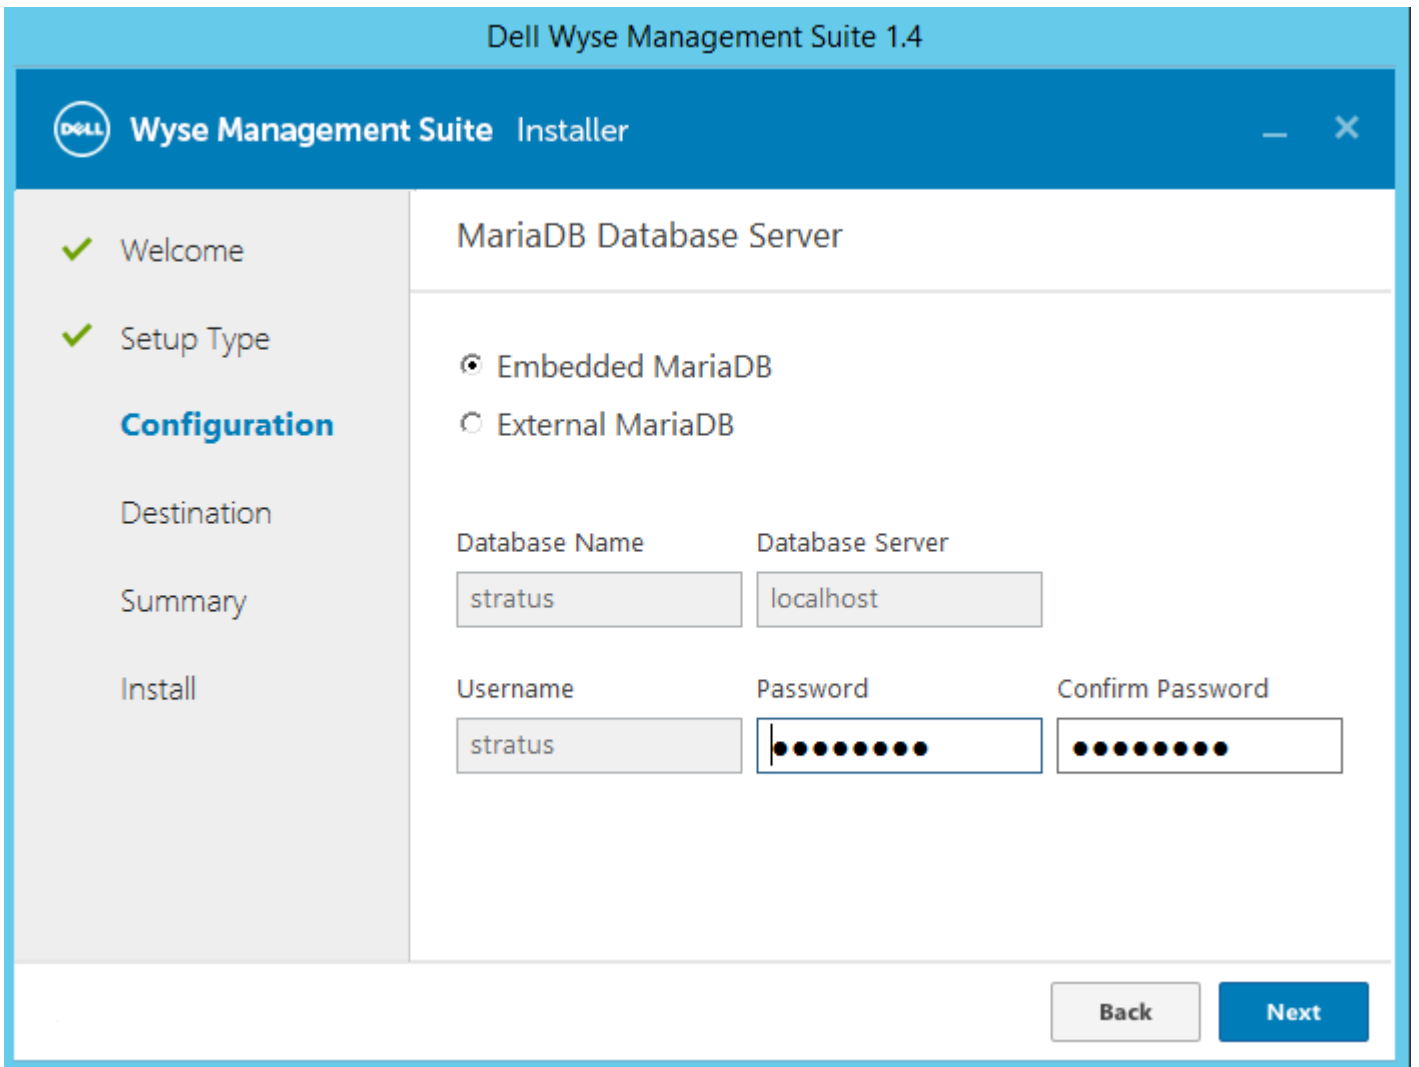 Dell Wyse Management Suite 1.4
DELL Wyse Management Suite Installer
Welcome
Setup Type
Configuration
Destination
Summary
Install
MariaDB Database Server
Embedded MariaDB
External MariaDB
Database Name Database Server
stratus localhost
Username Password Confirm Password
stratus ●●●●●●●● ●●●●●●●●
Back Next